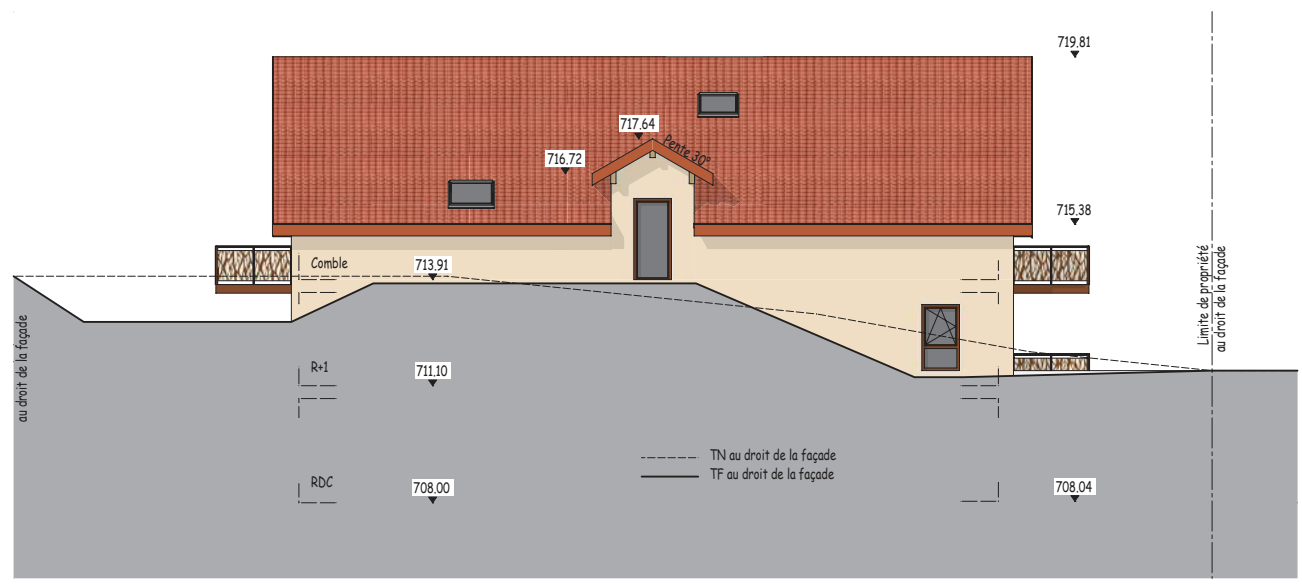 719,81
717,64
Pente 30°
716,72
715,38
Comble
713,91
Limite de propriété
au droit de la façade
au droit de la façade
R+1
711,10
TN au droit de la façade
TF au droit de la façade
RDC
708,00
708,04